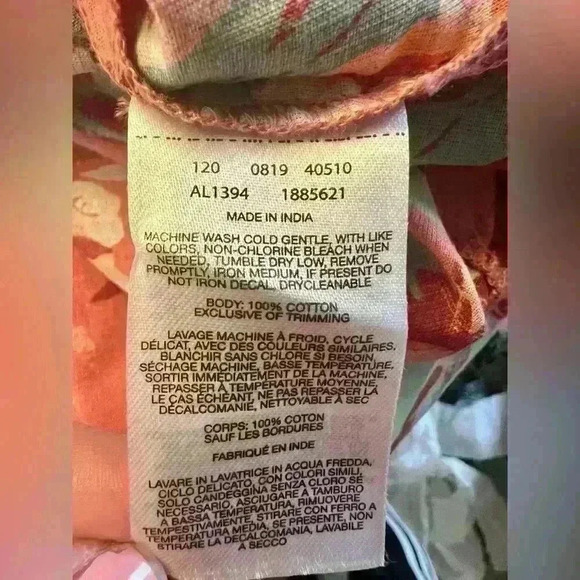 120 0819 40510
AL1394 1885621
MADE IN INDIA
MACHINE WASH COLD GENTLE, WITH LIKE
COLORS, NON-CHLORINE BLEACH WHEN
NEEDED, TUMBLE DRY LOW, REMOVE
PROMPTLY, IRON MEDIUM, IF PRESENT DO
NOT IRON DECAL, DRYCLEANABLE
BODY: 100% COTTON
EXCLUSIVE OF TRIMMING
LAVAGE MACHINE À FROID, CYCLE
DÉLICAT, AVEC DES COULEURS SIMILAIRES,
BLANCHIR SANS CHLORE SI BESOIN,
SÉCHAGE MACHINE, BASSE TEMPÉRATURE,
SORTIR IMMÉDIATEMENT DE LA MACHINE,
REPASSER À TEMPÉRATURE MOYENNE,
LE CAS ÉCHÉANT, NE PAS REPASSER LA
DÉCALCOMANIE, NETTOYABLE À SEC
CORPS: 100% COTON
SAUF LES BORDURES
FABRIQUÉ EN INDE
LAVARE IN LAVATRICE IN ACQUA FREDDA,
CICLO DELICATO, CON COLORI SIMILI,
SOLO CANDEGGINA SENZA CLORO SE
NECESSARIO, ASCIUGARE A TAMBURO
A BASSA TEMPERATURA, RIMUOVERE
TEMPESTIVAMENTE, STIRARE CON FERRO A
TEMPERATURA MEDIA, SE PRESENTE, NON
STIRARE LA DECALCOMANIA, LAVABILE
A SECCO